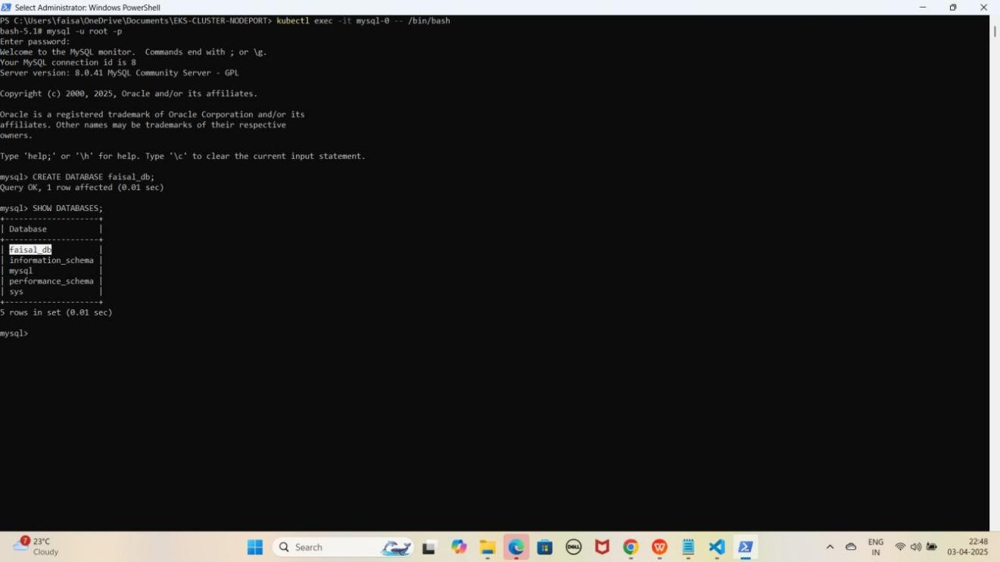 Select Administrator: Windows PowerShell
PS C:\Users\faisa\OneDrive\Documents\EKS-CLUSTER-NODEPORT> kubectl exec -it mysql-0 -- /bin/bash
bash-5.1# mysql -u root -p
Enter password:
Welcome to the MySQL monitor.  Commands end with ; or \g.
Your MySQL connection id is 8
Server version: 8.0.41 MySQL Community Server - GPL
Copyright (c) 2000, 2025, Oracle and/or its affiliates.
Oracle is a registered trademark of Oracle Corporation and/or its
affiliates. Other names may be trademarks of their respective
owners.
Type 'help;' or '\h' for help. Type '\c' to clear the current input statement.
mysql> CREATE DATABASE faisal_db;
Query OK, 1 row affected (0.01 sec)
mysql> SHOW DATABASES;
+--------------------+
| Database           |
+--------------------+
| faisal_db          |
| information_schema |
| mysql              |
| performance_schema |
| sys                |
+--------------------+
5 rows in set (0.01 sec)
mysql>
7
23°C
Cloudy
Search
DELL
W
ENG
IN
22:48
03-04-2025